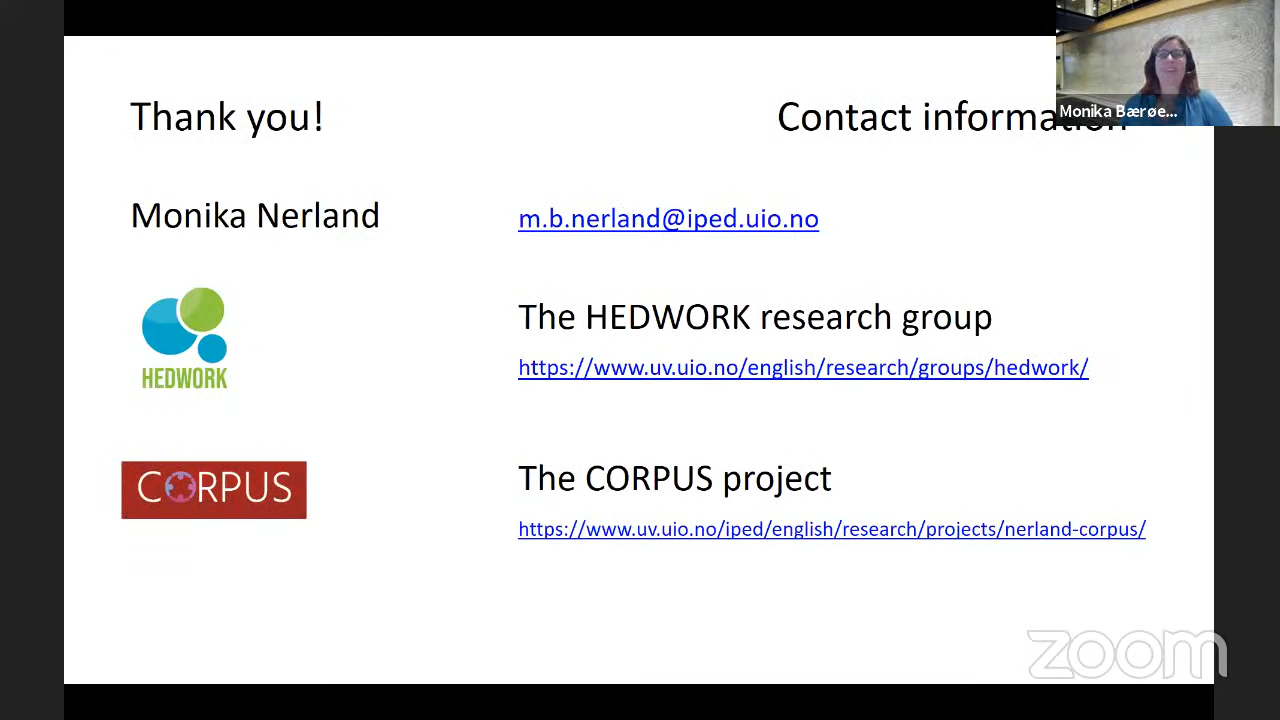 Thank you!
Contact information
Monika Bærøe...
Monika Nerland
m.b.nerland@iped.uio.no
HEDWORK
The HEDWORK research group
https://www.uv.uio.no/english/research/groups/hedwork/
CORPUS
The CORPUS project
https://www.uv.uio.no/iped/english/research/projects/nerland-corpus/
zoom